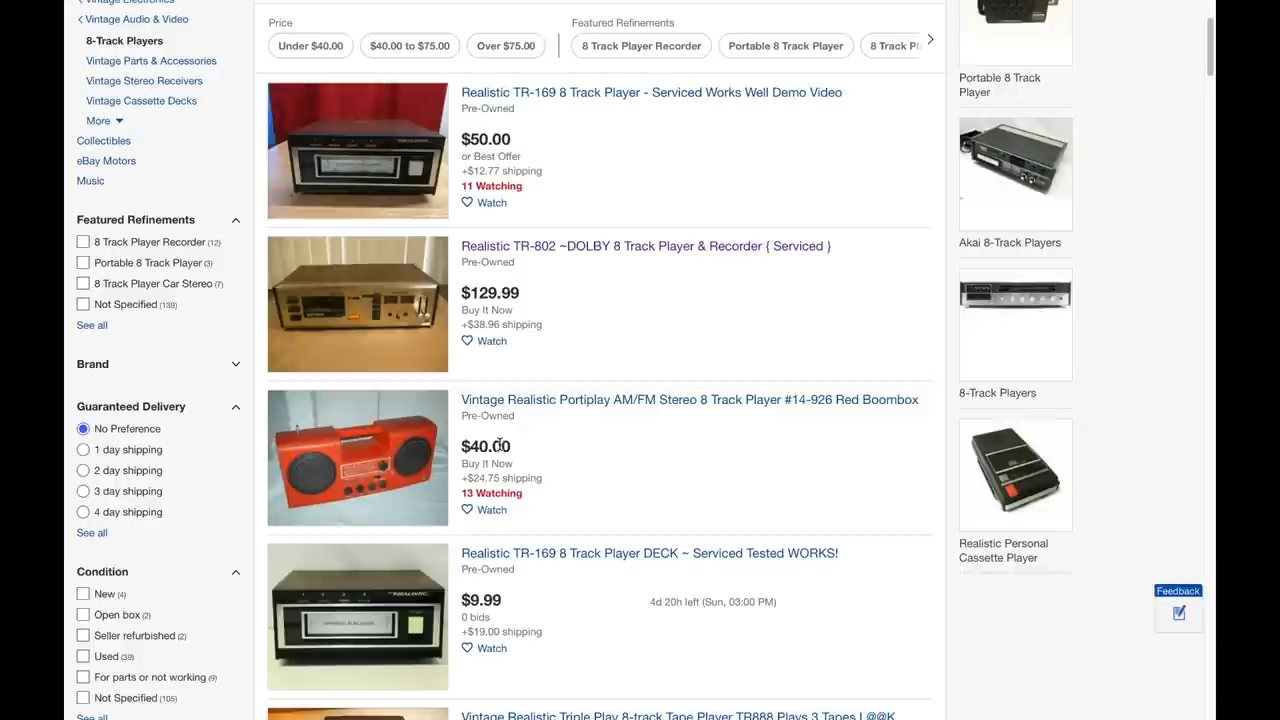 Vintage Electronics
Vintage Audio & Video
8-Track Players
Vintage Parts & Accessories
Vintage Stereo Receivers
Vintage Cassette Decks
More
Collectibles
eBay Motors
Music
Featured Refinements
8 Track Player Recorder (12)
Portable 8 Track Player (3)
8 Track Player Car Stereo (7)
Not Specified (139)
See all
Brand
Guaranteed Delivery
No Preference
1 day shipping
2 day shipping
3 day shipping
4 day shipping
See all
Condition
New (4)
Open box (2)
Seller refurbished (2)
Used (39)
For parts or not working (9)
Not Specified (105)
See all
Price
Under $40.00
$40.00 to $75.00
Over $75.00
Featured Refinements
8 Track Player Recorder
Portable 8 Track Player
8 Track Pl
Realistic TR-169 8 Track Player - Serviced Works Well Demo Video
Pre-Owned
$50.00
or Best Offer
+$12.77 shipping
11 Watching
Watch
Realistic TR-802 ~DOLBY 8 Track Player & Recorder { Serviced }
Pre-Owned
$129.99
Buy It Now
+$38.96 shipping
Watch
Vintage Realistic Portiplay AM/FM Stereo 8 Track Player #14-926 Red Boombox
Pre-Owned
$40.00
Buy It Now
+$24.75 shipping
13 Watching
Watch
Realistic TR-169 8 Track Player DECK ~ Serviced Tested WORKS!
Pre-Owned
$9.99
4d 20h left (Sun, 03:00 PM)
0 bids
+$19.00 shipping
Watch
REALISTIC
Vintage Realistic Triple Play 8-track Tape Player TR888 Plays 3 Tapes L@@K
Portable 8 Track
Player
Akai 8-Track Players
8-Track Players
Realistic Personal
Cassette Player
Feedback